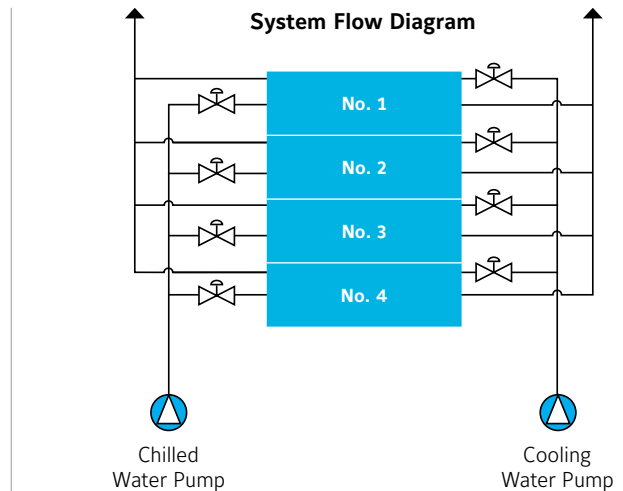 System Flow Diagram
No. 1
No. 2
No. 3
No. 4
Chilled
Water Pump
Cooling
Water Pump